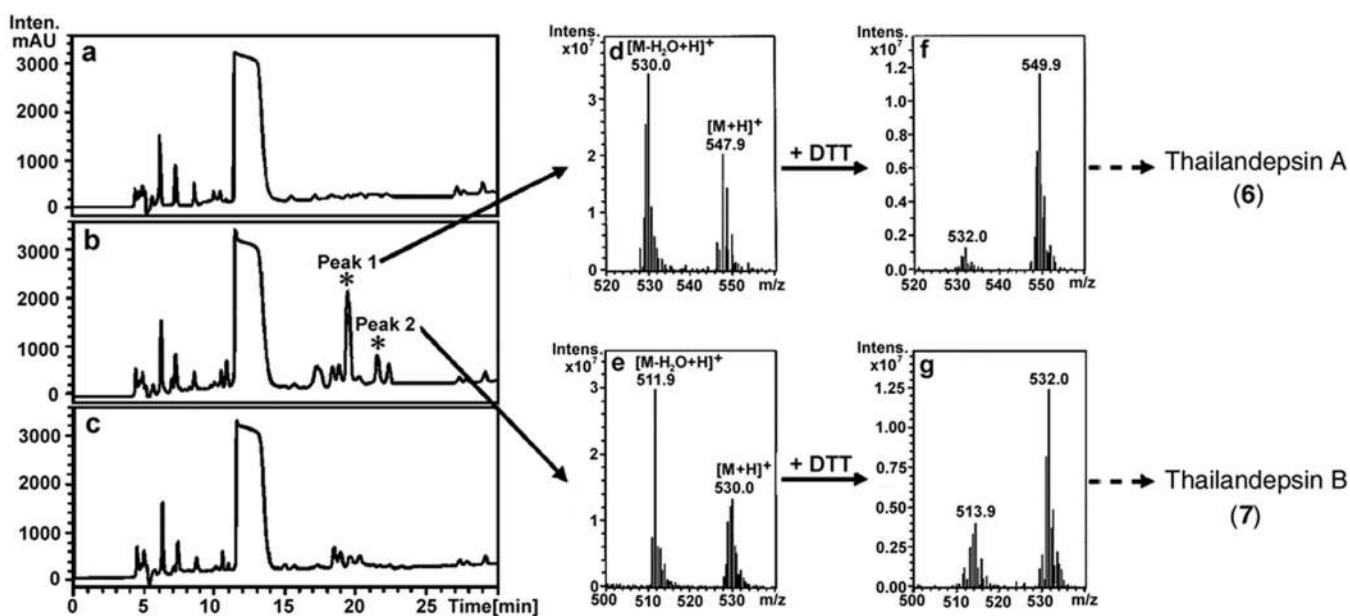 Inten.
mAU
a
3000
1000
0
b
Peak 1
*
Peak 2
*
3000
2000
1000
0
c
3000
2000
1000
0
0 5 10 15 20 25 Time[min]
Intens.
x10⁷
d
[M-H₂O+H]⁺
530.0
[M+H]⁺
547.9
3
2
1
0
520 530 540 550 m/z
+ DTT
Intens.
x10⁷
f
549.9
532.0
1.2
1.0
0.8
0.6
0.4
0.2
0
520 530 540 550 m/z
Thailandepsin A
(6)
Intens.
x10⁷
e
[M-H₂O+H]⁺
511.9
[M+H]⁺
530.0
3
2
1
0
500 510 520 530 m/z
+ DTT
Intens.
x10⁷
g
532.0
513.9
1.25
1.00
0.75
0.50
0.25
0.00
500 510 520 530 m/z
Thailandepsin B
(7)